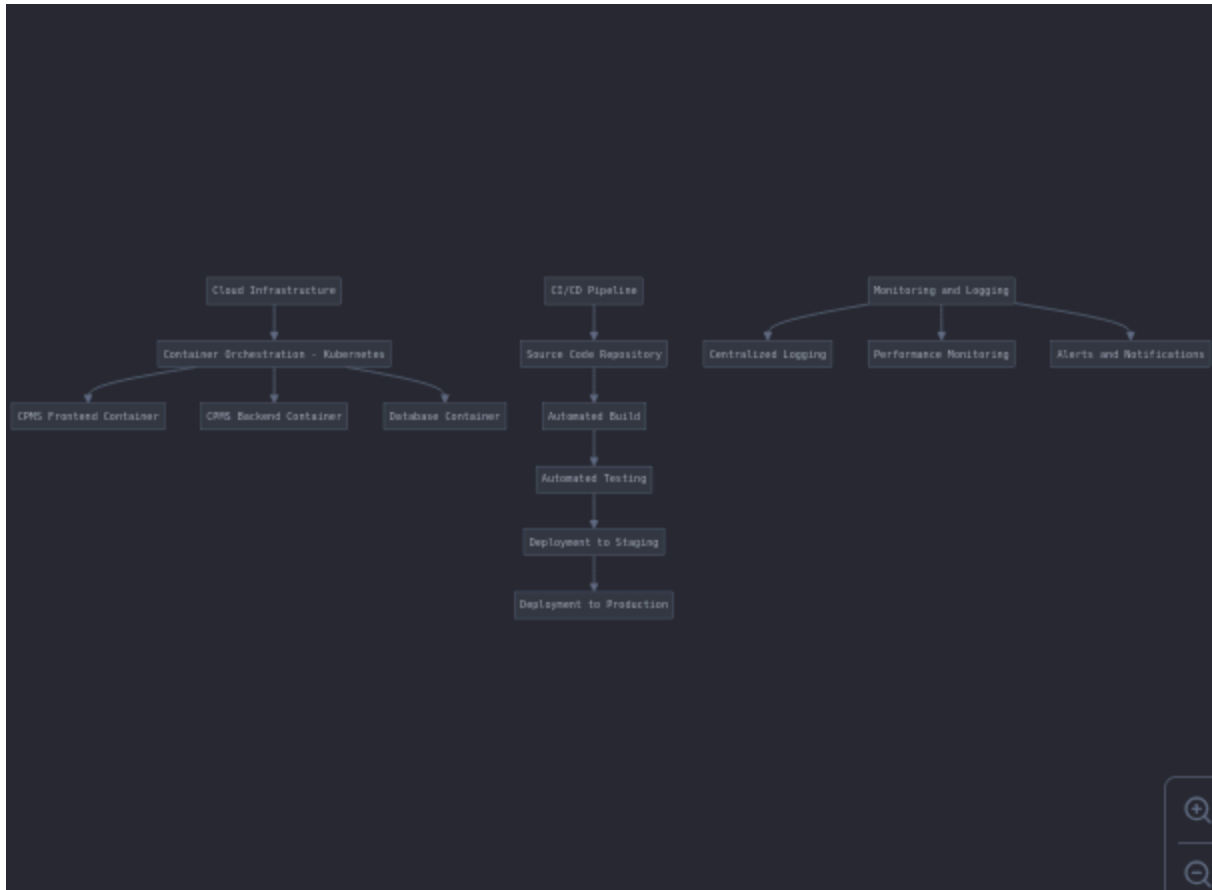 Cloud Infrastructure
CI/CD Pipeline
Monitoring and Logging
Container Orchestration - Kubernetes
Source Code Repository
Centralized Logging
Performance Monitoring
Alerts and Notifications
CPMS Frontend Container
CPMS Backend Container
Database Container
Automated Build
Automated Testing
Deployment to Staging
Deployment to Production